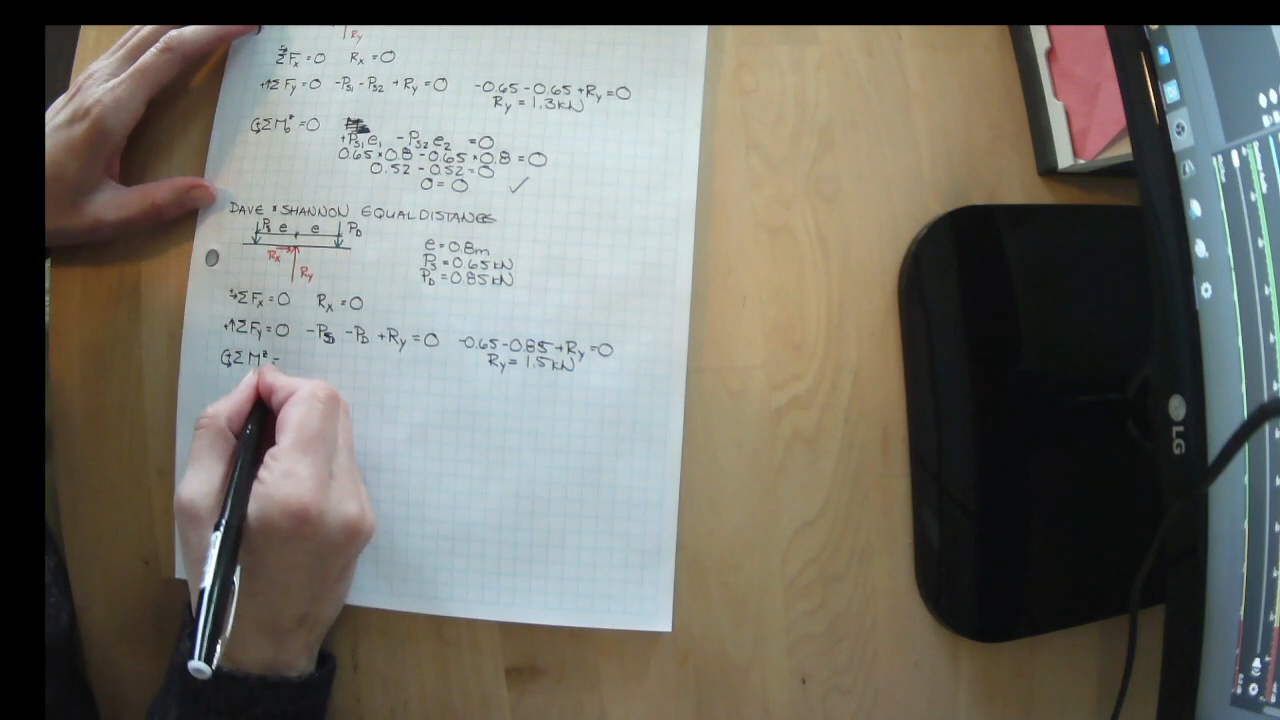 Ry
ΣFx=0 Rx=0
+↑ΣFy=0 -Ps1-Ps2+Ry=0 -0.65-0.65+Ry=0
Ry=1.3kN
ΣMo=0
+Ps1e1-Ps2e2=0
0.65×0.8-0.65×0.8=0
0.52-0.52=0
0=0 ✓
DAVE & SHANNON EQUAL DISTANCE
Ps e e PD
Rx
Ry
e=0.8m
Ps=0.65kN
PD=0.85kN
ΣFx=0 Rx=0
+↑ΣFy=0 -Ps-PD+Ry=0 -0.65-0.85+Ry=0
Ry=1.5kN
ΣMz=
LG